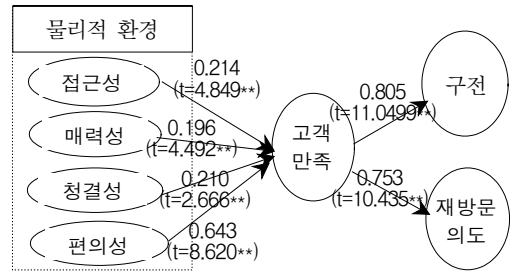 물리적 환경
접근성
매력성
청결성
편의성
0.214
(t=4.849**)
0.196
(t=4.492**)
0.210
(t=2.666**)
0.643
(t=8.620**)
고객
만족
0.805
(t=11.0499**)
0.753
(t=10.435**)
구전
재방문
의도